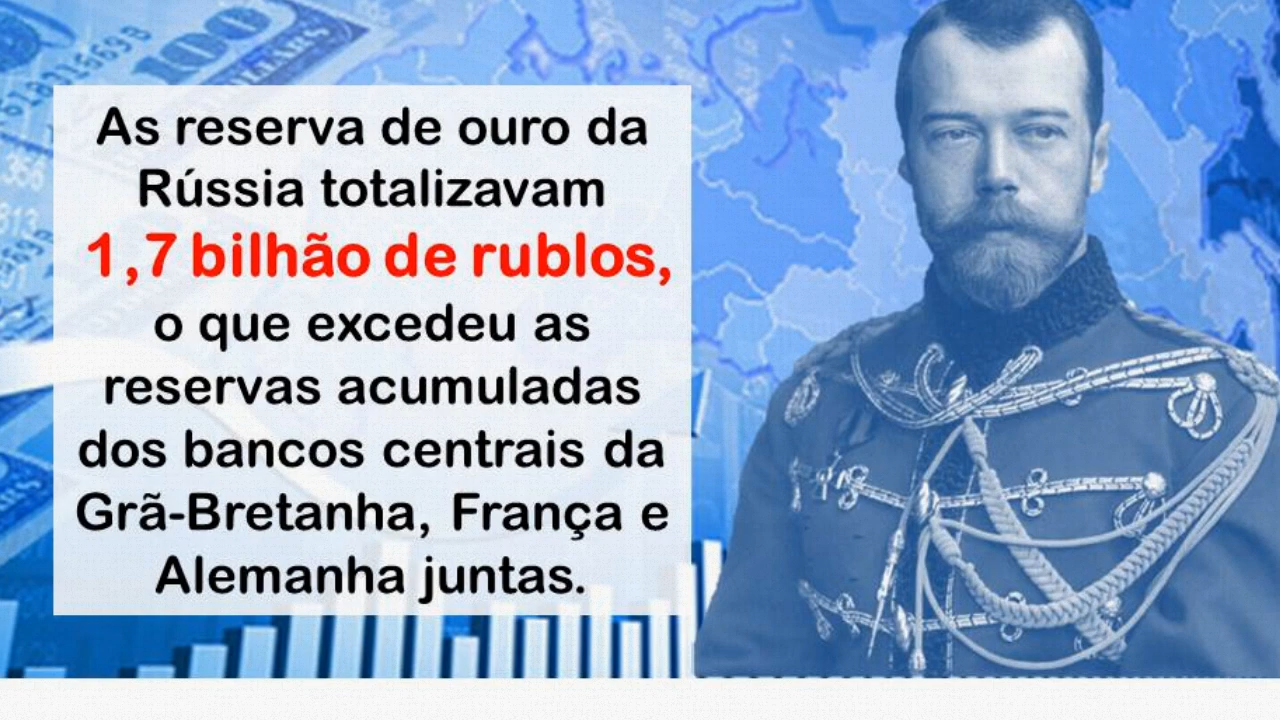 As reserva de ouro da
Rússia totalizavam
1,7 bilhão de rublos,
o que excedeu as
reservas acumuladas
dos bancos centrais da
Grã-Bretanha, França e
Alemanha juntas.
100